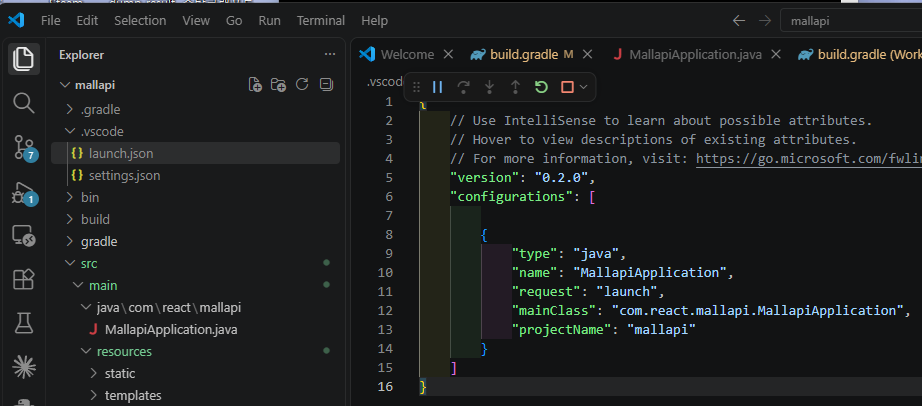 File Edit Selection View Go Run Terminal Help
mallapi
Explorer
Welcome
build.gradle M
MallapiApplication.java
build.gradle (Work
mallapi
.gradle
.vscode
launch.json
settings.json
bin
build
gradle
src
main
java\com\react\mallapi
J MallapiApplication.java
resources
static
templates
7
1
.vscod
1 {
2 // Use IntelliSense to learn about possible attributes.
3 // Hover to view descriptions of existing attributes.
4 // For more information, visit: https://go.microsoft.com/fwlin
5 "version": "0.2.0",
6 "configurations": [
7
8 {
9 "type": "java",
10 "name": "MallapiApplication",
11 "request": "launch",
12 "mainClass": "com.react.mallapi.MallapiApplication",
13 "projectName": "mallapi"
14 }
15 ]
16 }